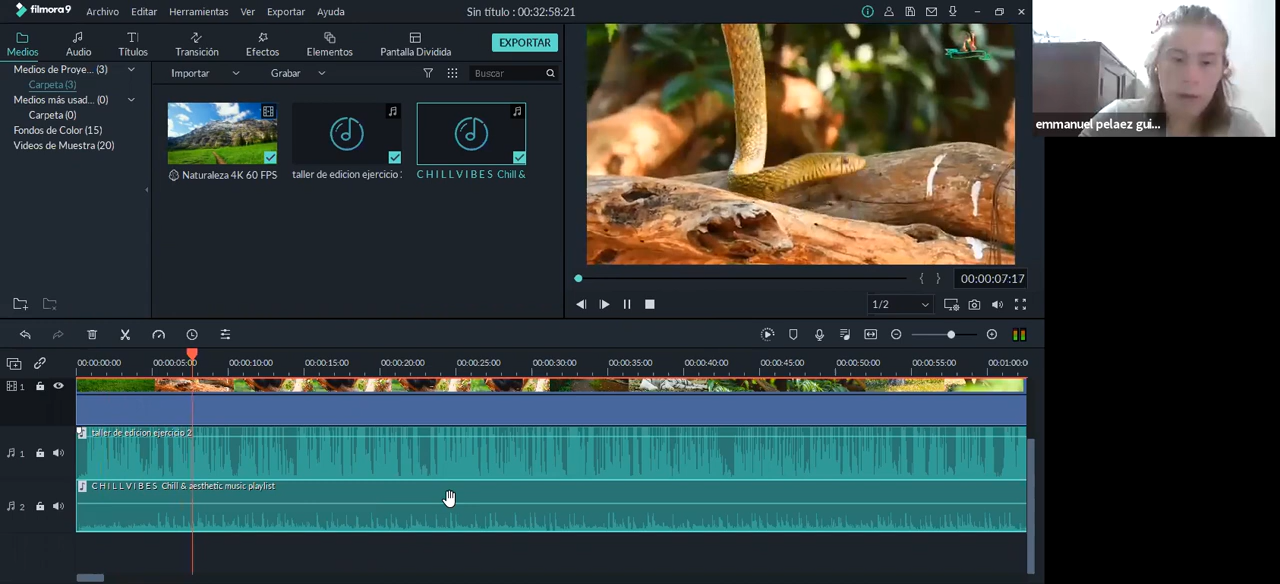 filmora9 Archivo Editar Herramientas Ver Exportar Ayuda Sin título : 00:32:58:21
Medios Audio Títulos Transición Efectos Elementos Pantalla Dividida EXPORTAR
Medios de Proye... (3) Importar Grabar Buscar
Carpeta (3)
Medios más usad... (0)
Carpeta (0)
Fondos de Color (15)
Videos de Muestra (20)
Naturaleza 4K 60 FPS taller de edicion ejercicio C H I L L V I B E S Chill &
emmanuel pelaez gui...
00:00:07:17
1/2
00:00:00:00 00:00:05:00 00:00:10:00 00:00:15:00 00:00:20:00 00:00:25:00 00:00:30:00 00:00:35:00 00:00:40:00 00:00:45:00 00:00:50:00 00:00:55:00 00:01:00:0
1
taller de edicion ejercicio 2
1
C H I L L V I B E S Chill & aesthetic music playlist
2